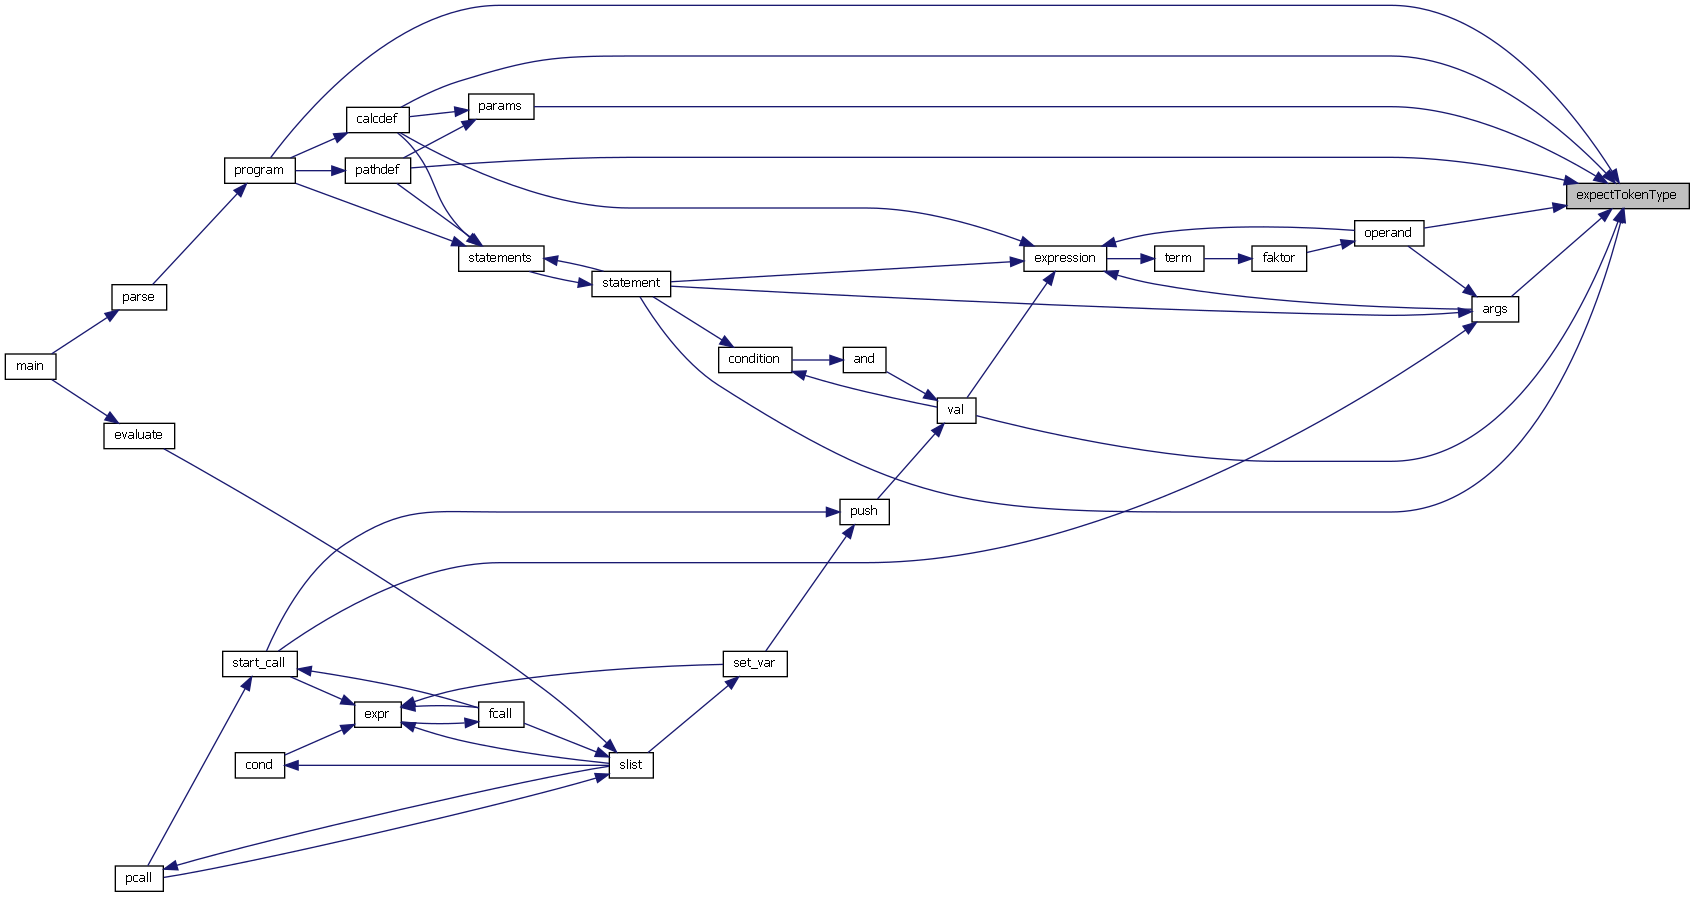 params
calcdef
program
pathdef
expectTokenType
operand
statements
expression
term
faktor
statement
parse
args
main
condition
and
val
evaluate
push
start_call
set_var
expr
fcall
cond
slist
pcall